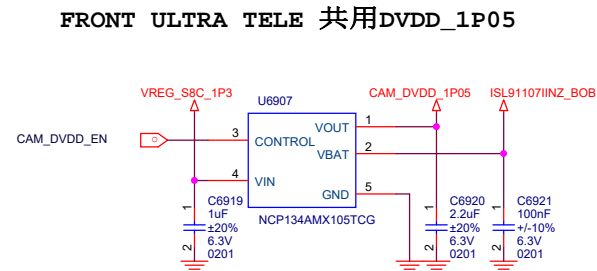 FRONT ULTRA TELE 共用DVDD_1P05
VREG_S8C_1P3
U6907
CAM_DVDD_1P05
ISL91107IINZ_BOB
CAM_DVDD_EN
3
CONTROL
VOUT
1
VBAT
2
4
VIN
GND
5
NCP134AMX105TCG
1
C6919
1uF
±20%
6.3V
0201
2
1
C6920
2.2uF
±20%
6.3V
0201
2
1
C6921
100nF
+/-10%
6.3V
0201
2